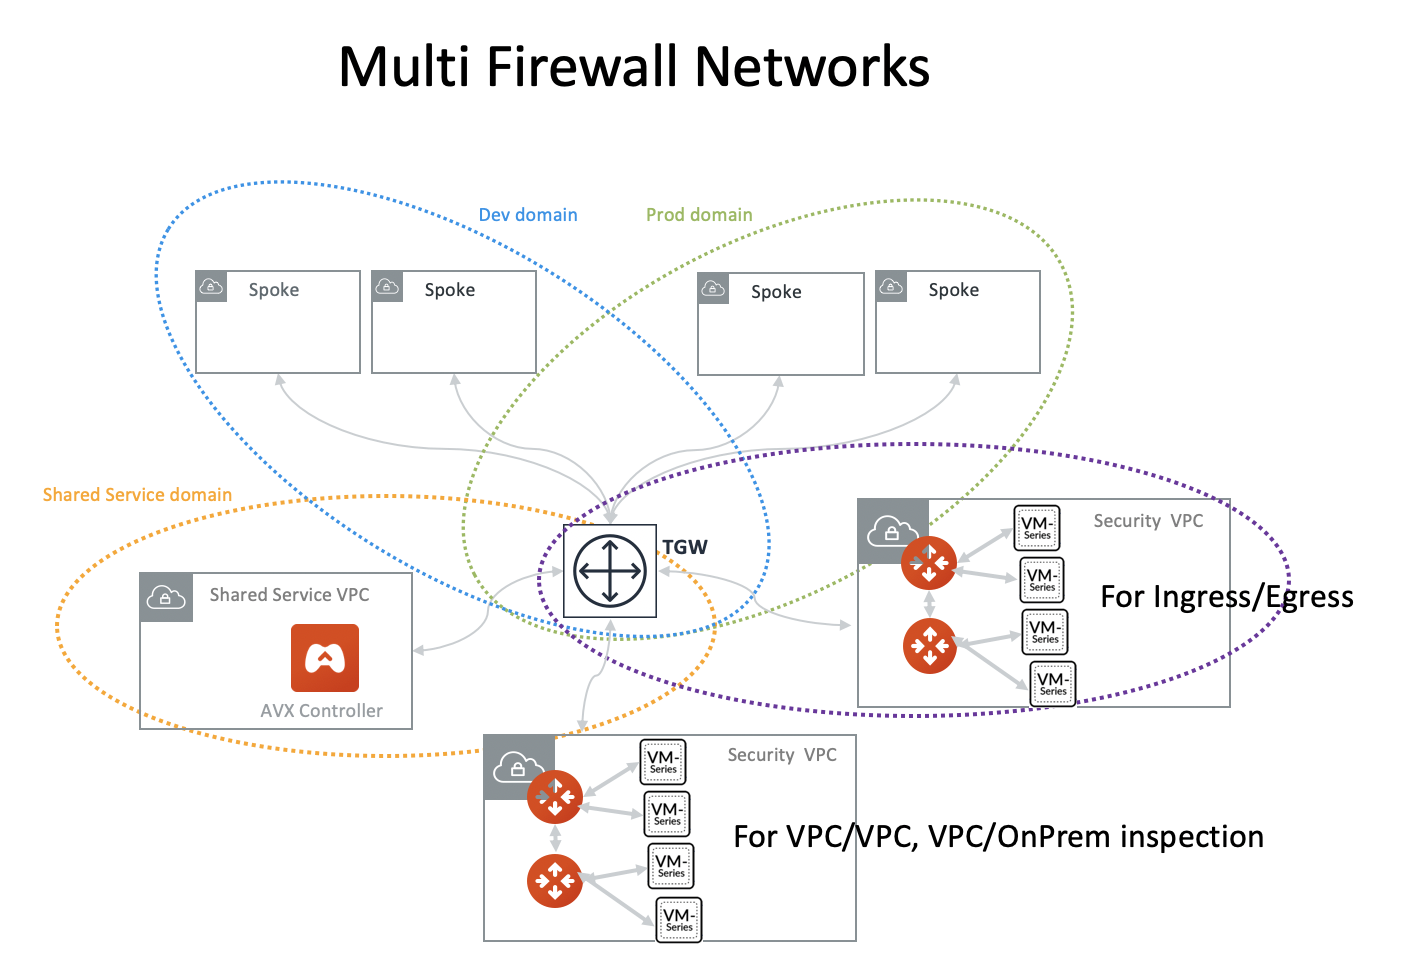 Multi Firewall Networks
Dev domain
Prod domain
Spoke
Spoke
Spoke
Spoke
Shared Service domain
TGW
Security VPC
VM-
Series
VM-
Series
For Ingress/Egress
VM-
Series
VM-
Series
Shared Service VPC
AVX Controller
Security VPC
VM-
Series
VM-
Series
For VPC/VPC, VPC/OnPrem inspection
VM-
Series
VM-
Series